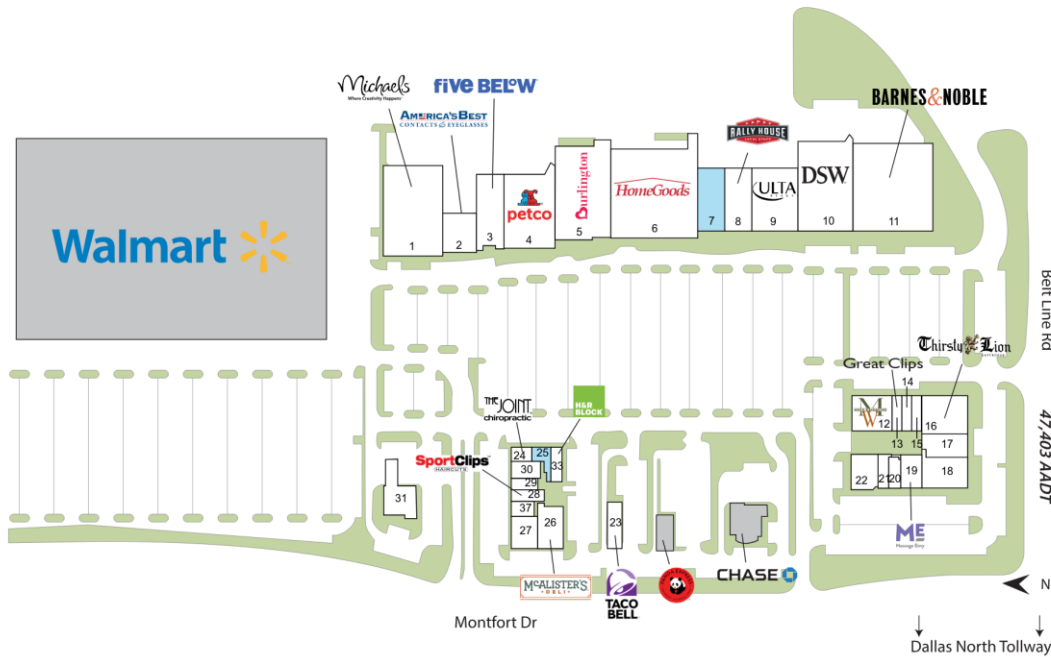 Michaels
Where Creativity Happens
five BELOW
AMERICA'S BEST
CONTACTS & EYEGLASSES
BARNES&NOBLE
RALLY HOUSE
Walmart
petco
Burlington
HomeGoods
ULTA
DSW
1
2
3
4
5
6
7
8
9
10
11
Belt Line Rd
47,403 AADT
Thirsty Lion
Great Clips
14
MW
12
13
15
16
17
18
19
20
21
22
ME
Massage Envy
THE JOINT
chiropractic
H&R
BLOCK
SportClips
HAIRCUTS
24
25
33
30
29
28
37
27
26
31
23
McALISTER'S
DELI
TACO
BELL
CHASE
N
Montfort Dr
Dallas North Tollway